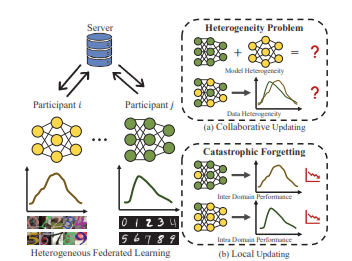 Server
Participant i
Participant j
...
0 1 2 3 4
5 6 7 8 9
Heterogeneous Federated Learning
Heterogeneity Problem
+ = ?
Model Heterogeneity
?
Data Heterogeneity
(a) Collaborative Updating
Catastrophic Forgetting
Inter Domain Performance
Intra Domain Performance
(b) Local Updating